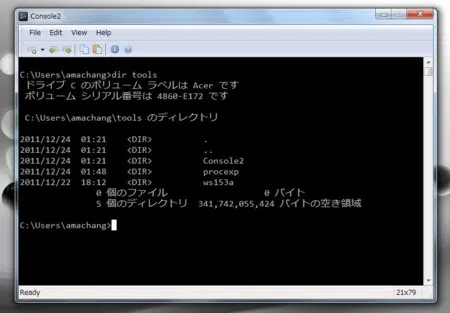 Console2
File Edit View Help
C:\Users\amachang>dir tools
ドライブ C のボリューム ラベルは Acer です
ボリューム シリアル番号は 4860-E172 です
C:\Users\amachang\tools のディレクトリ
2011/12/24 01:21 <DIR> .
2011/12/24 01:21 <DIR> ..
2011/12/24 01:21 <DIR> Console2
2011/12/24 01:48 <DIR> procexp
2011/12/22 18:12 <DIR> ws153a
0 個のファイル 0 バイト
5 個のディレクトリ 341,742,055,424 バイトの空き領域
C:\Users\amachang>
Ready 21x79